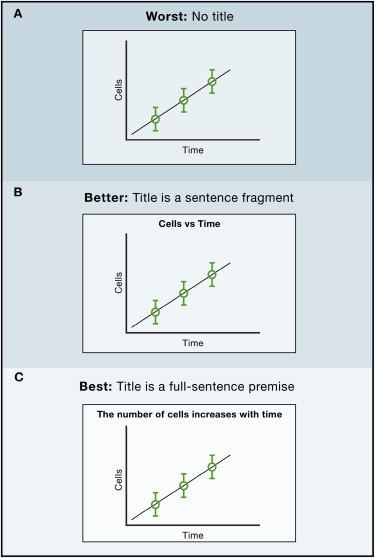 A
Worst: No title
Cells
Time
B
Better: Title is a sentence fragment
Cells vs Time
Cells
Time
C
Best: Title is a full-sentence premise
The number of cells increases with time
Cells
Time